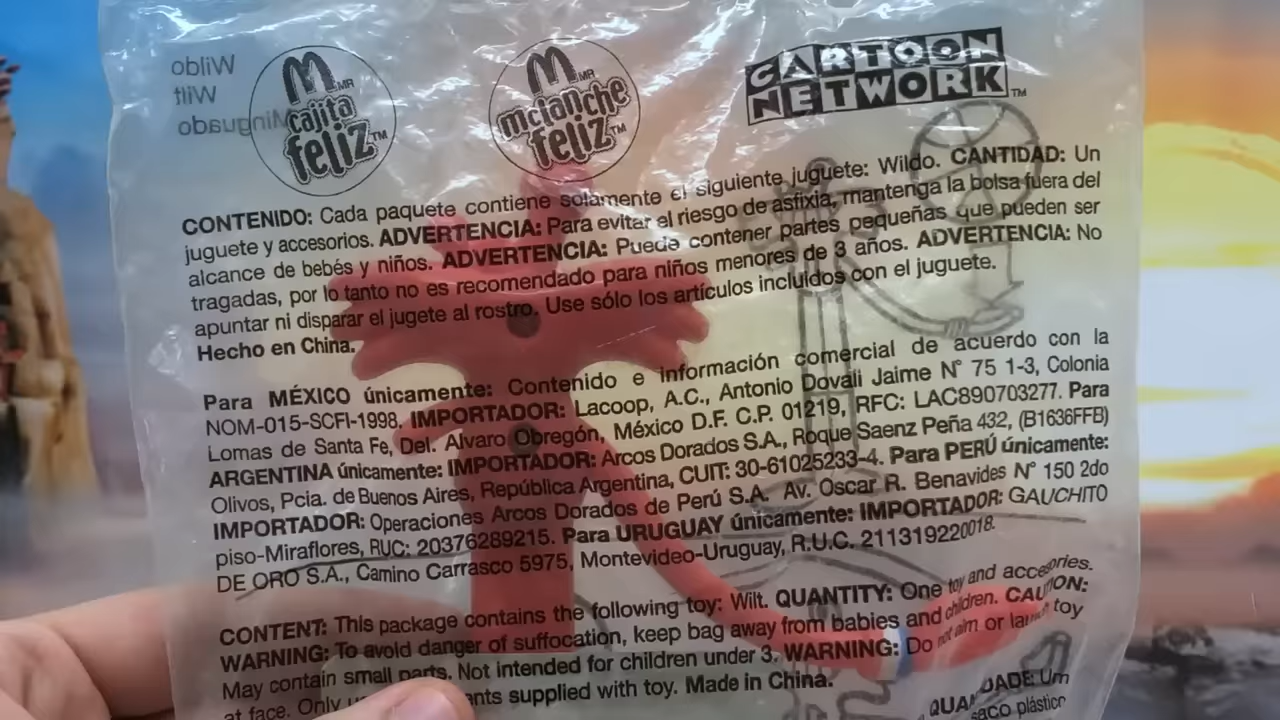 Wildo
Wilt
Minguado
M MR
cajita
feliz™
M MR
mclanche
feliz™
CARTOON
NETWORK™
CONTENIDO: Cada paquete contiene solamente el siguiente juguete: Wildo. CANTIDAD: Un
juguete y accesorios. ADVERTENCIA: Para evitar el riesgo de asfixia, mantenga la bolsa fuera del
alcance de bebés y niños. ADVERTENCIA: Puede contener partes pequeñas que pueden ser
tragadas, por lo tanto no es recomendado para niños menores de 3 años. ADVERTENCIA: No
apuntar ni disparar el jugete al rostro. Use sólo los artículos incluidos con el juguete.
Hecho en China.
Para MÉXICO únicamente: Contenido e información comercial de acuerdo con la
NOM-015-SCFI-1998. IMPORTADOR: Lacoop, A.C., Antonio Dovali Jaime N° 75 1-3, Colonia
Lomas de Santa Fe, Del. Alvaro Obregón, México D.F. C.P. 01219, RFC: LAC890703277. Para
ARGENTINA únicamente: IMPORTADOR: Arcos Dorados S.A., Roque Saenz Peña 432, (B1636FFB)
Olivos, Pcia. de Buenos Aires, República Argentina, CUIT: 30-61025233-4. Para PERÚ únicamente:
IMPORTADOR: Operaciones Arcos Dorados de Perú S.A. Av. Oscar R. Benavides N° 150 2do
piso-Miraflores, RUC: 20376289215. Para URUGUAY únicamente: IMPORTADOR: GAUCHITO
DE ORO S.A., Camino Carrasco 5975, Montevideo-Uruguay, R.U.C. 211319220018.
CONTENT: This package contains the following toy: Wilt. QUANTITY: One toy and accesories.
WARNING: To avoid danger of suffocation, keep bag away from babies and children. CAUTION:
May contain small parts. Not intended for children under 3. WARNING: Do not aim or launch toy
at face. Only supplied with toy. Made in China.
Um
saco plástico